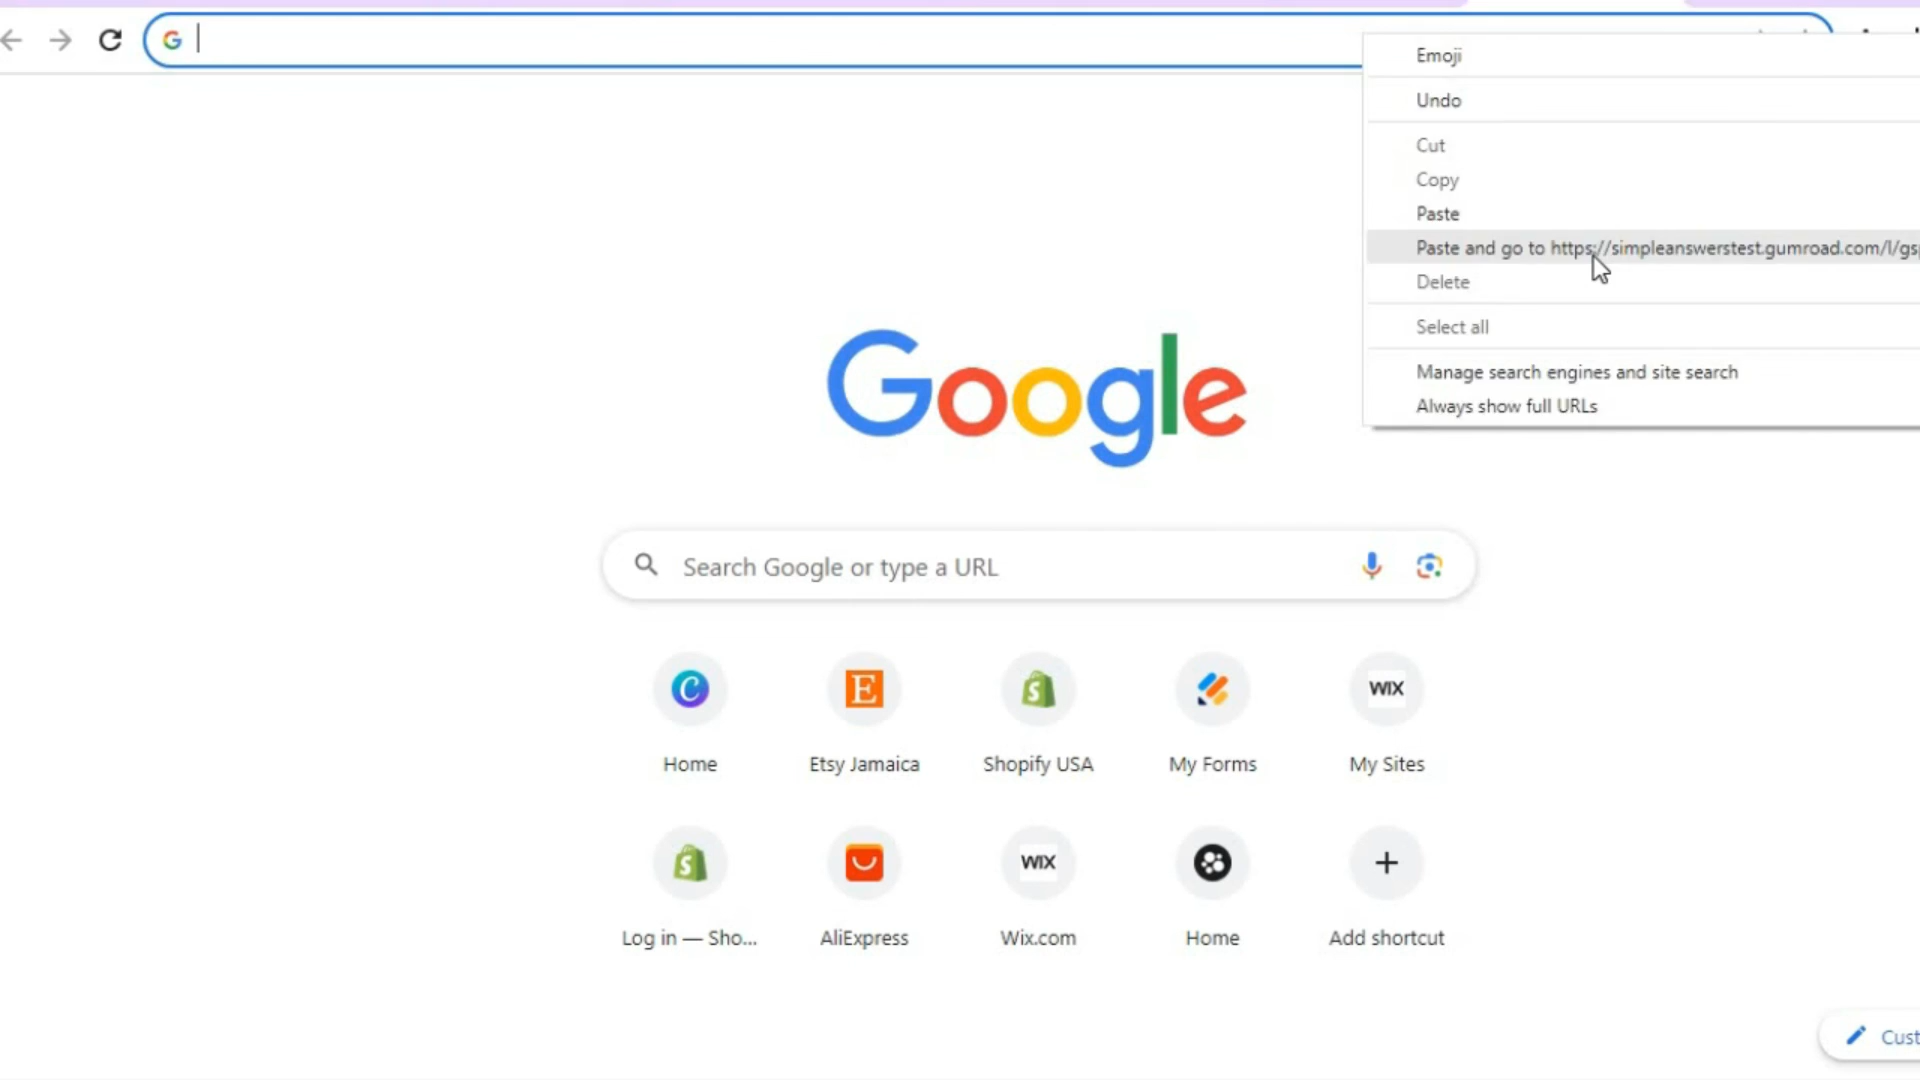 Emoji
Undo
Cut
Copy
Paste
Paste and go to https://simpleanswerstest.gumroad.com/l/gs
Delete
Select all
Manage search engines and site search
Always show full URLs
Google
Search Google or type a URL
E
WIX
Home
Etsy Jamaica
Shopify USA
My Forms
My Sites
WIX
Log in — Sho...
AliExpress
Wix.com
Home
Add shortcut
Cust